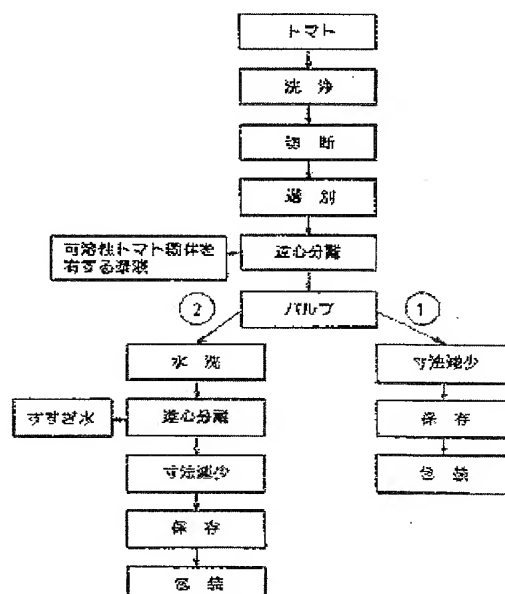 トマト
洗 浄
切 断
選 別
可溶性トマト固体を
有する漿液
遠心分離
パルプ
②
①
水 洗
寸法減少
すすぎ水
遠心分離
保 存
寸法減少
包 装
保 存
包 装